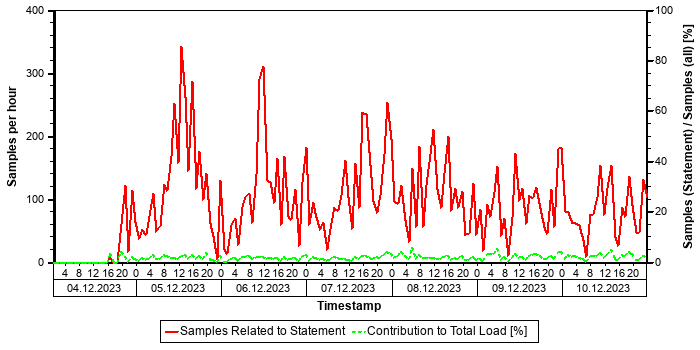 400
300
200
100
0
Samples per hour
100
80
60
40
20
0
Samples (Statement) / Samples (all) [%]
4 8 12 16 20 0 4 8 12 16 20 0 4 8 12 16 20 0 4 8 12 16 20 0 4 8 12 16 20 0 4 8 12 16 20 0 4 8 12 16 20
04.12.2023 05.12.2023 06.12.2023 07.12.2023 08.12.2023 09.12.2023 10.12.2023
Timestamp
Samples Related to Statement Contribution to Total Load [%]